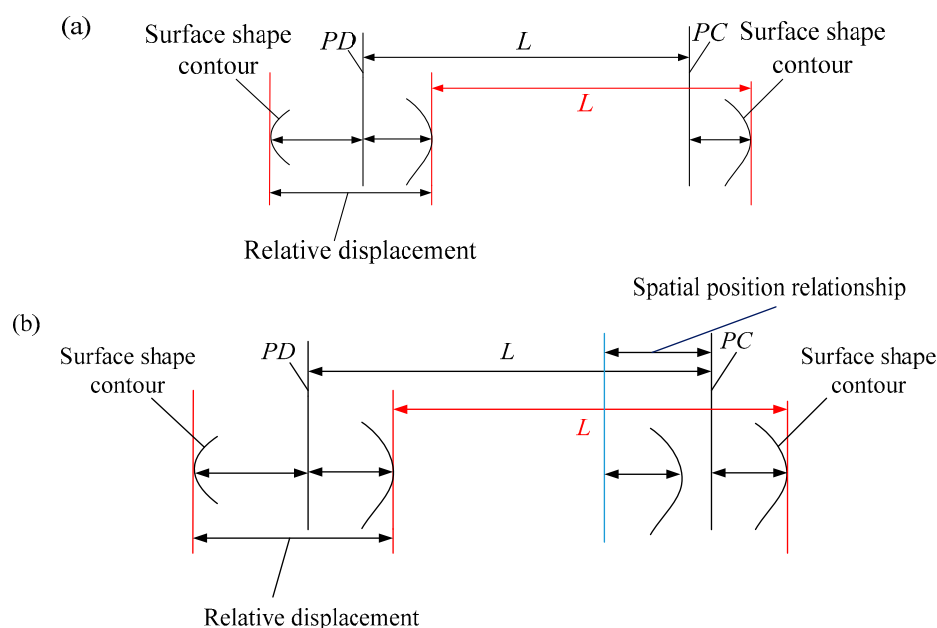 (a)
Surface shape
contour
PD
L
PC
Surface shape
contour
L
Relative displacement
Spatial position relationship
(b)
Surface shape
contour
PD
L
PC
Surface shape
contour
L
Relative displacement